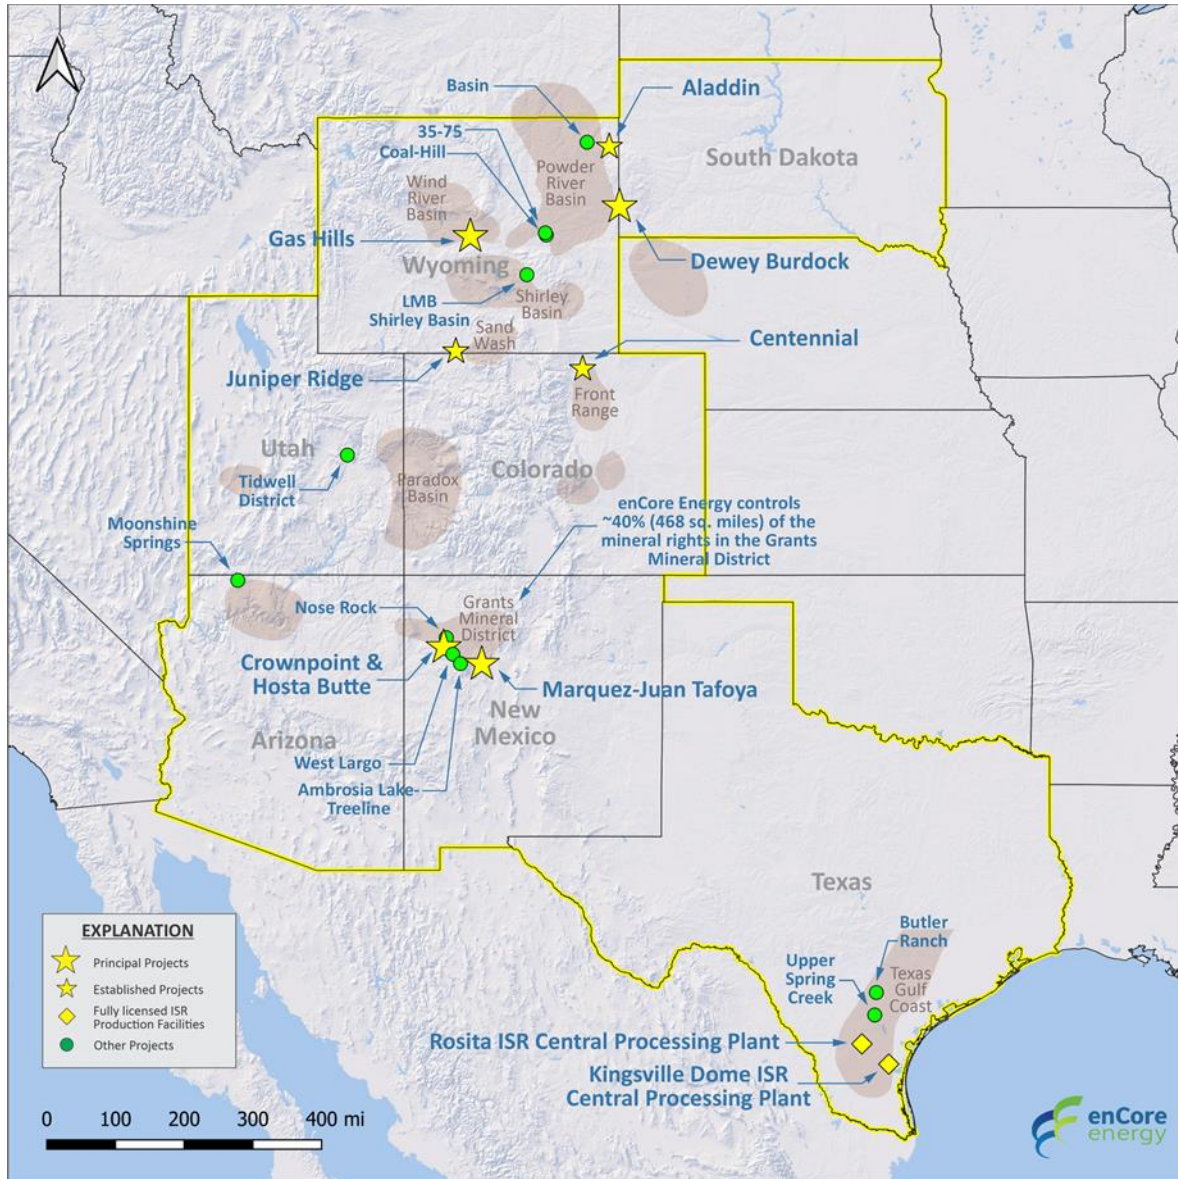 Basin
Aladdin
35-75
Coal-Hill
South Dakota
Powder
River
Basin
Wind
River
Basin
Gas Hills
Wyoming
Dewey Burdock
LMB
Shirley Basin
Shirley
Basin
Sand
Wash
Centennial
Juniper Ridge
Front
Range
Utah
Tidwell
District
Paradox
Basin
Colorado
enCore Energy controls
~40% (468 sq. miles) of the
mineral rights in the Grants
Mineral District
Moonshine
Springs
Nose Rock
Grants
Mineral
District
Crownpoint &
Hosta Butte
Marquez-Juan Tafoya
New
Mexico
Arizona
West Largo
Ambrosia Lake-
Treeline
Texas
Butler
Ranch
Upper
Spring
Creek
Texas
Gulf
Coast
Rosita ISR Central Processing Plant
Kingsville Dome ISR
Central Processing Plant
EXPLANATION
Principal Projects
Established Projects
Fully licensed ISR
Production Facilities
Other Projects
0 100 200 300 400 mi
enCore
energy